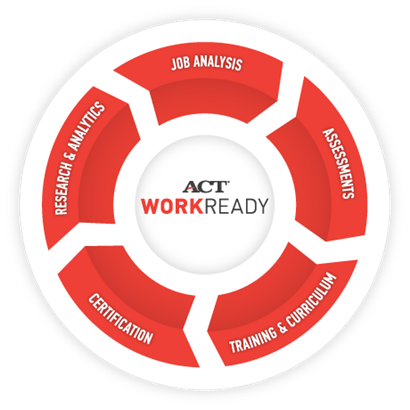 JOB ANALYSIS
ASSESSMENTS
TRAINING & CURRICULUM
CERTIFICATION
RESEARCH & ANALYTICS
ACT®
WORKREADY